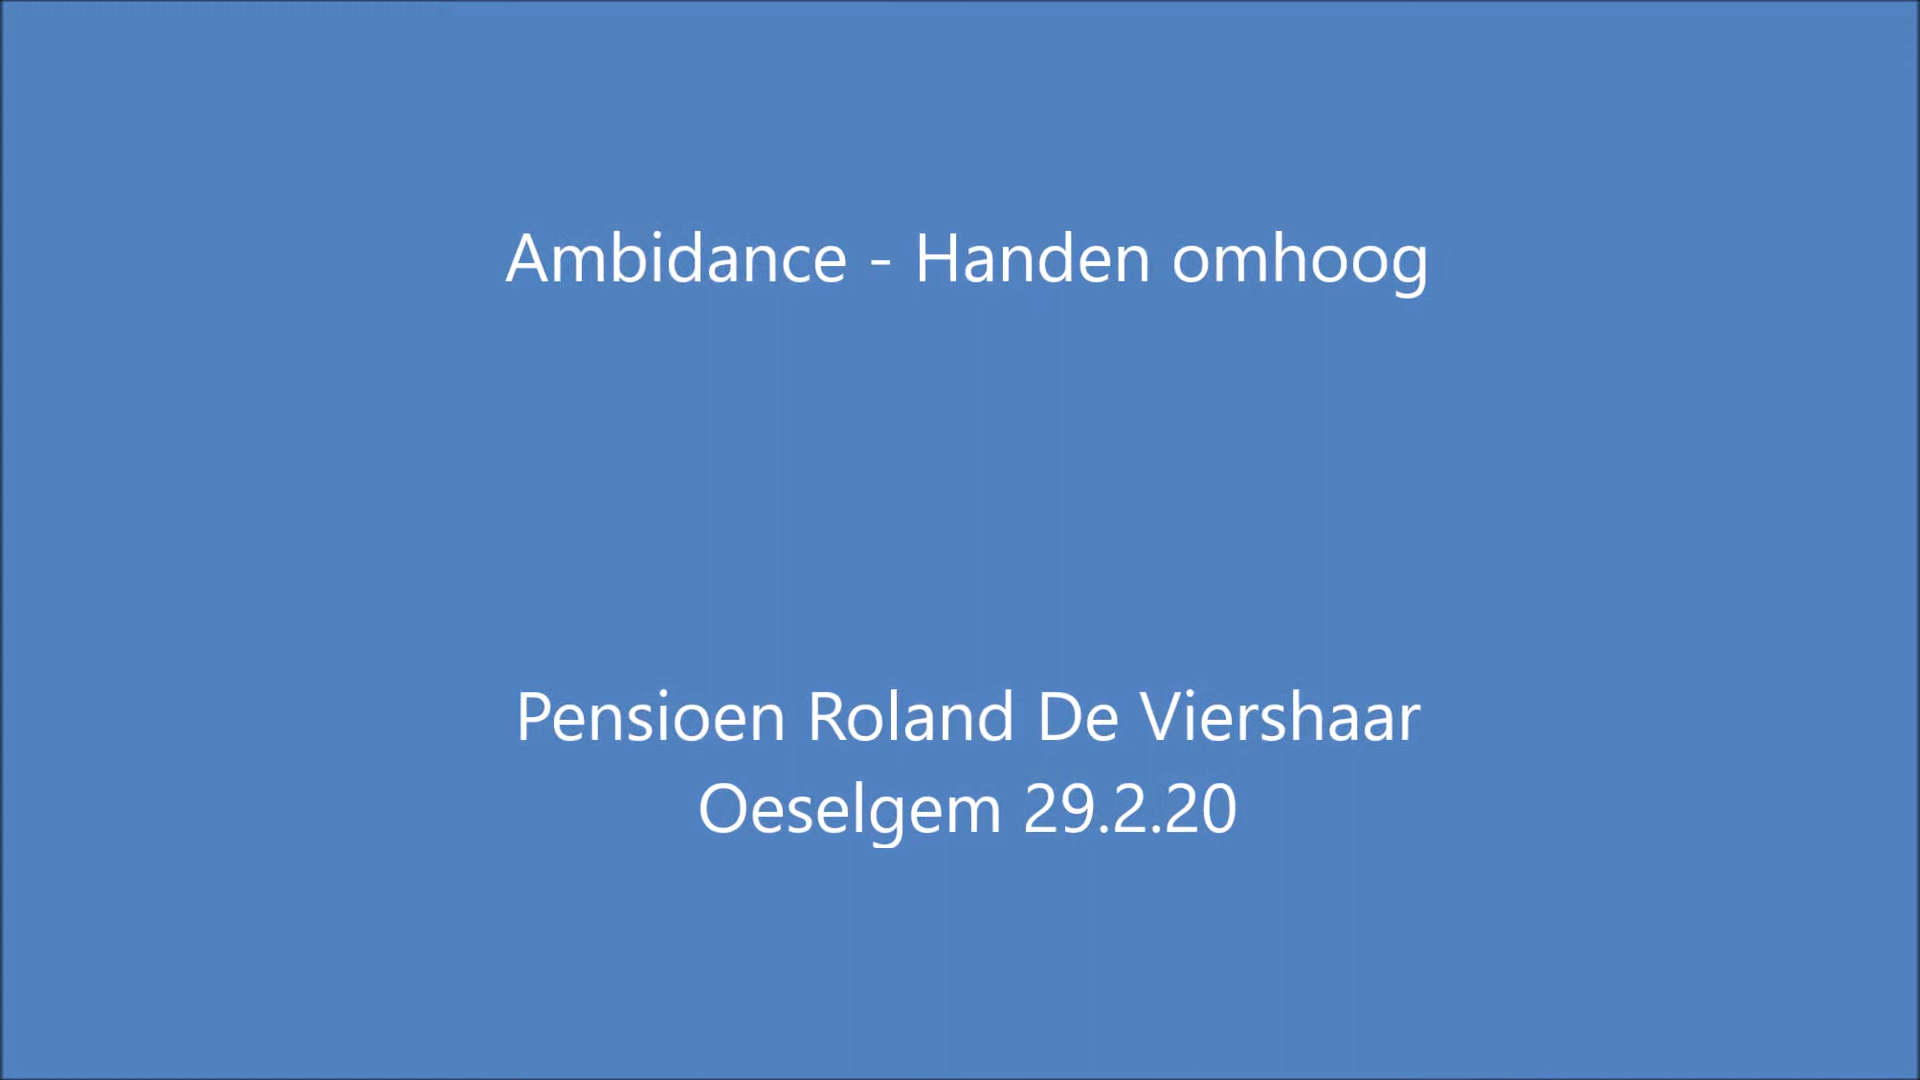 Ambidance - Handen omhoog
Pensioen Roland De Viershaar
Oeselgem 29.2.20